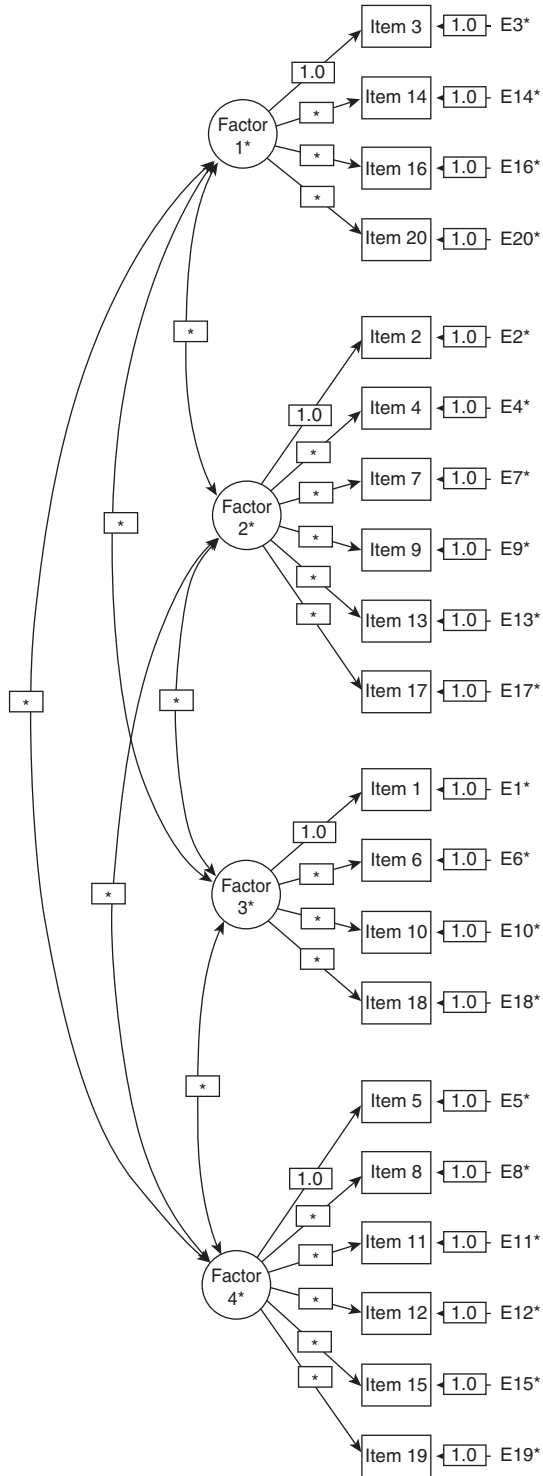 Item 3 1.0 E3*
1.0
Item 14 1.0 E14*
*
Factor
1*
Item 16 1.0 E16*
*
*
Item 20 1.0 E20*
*
Item 2 1.0 E2*
1.0
Item 4 1.0 E4*
*
Item 7 1.0 E7*
*
Factor
2*
*
Item 9 1.0 E9*
*
*
Item 13 1.0 E13*
*
*
Item 17 1.0 E17*
*
Item 1 1.0 E1*
1.0
Item 6 1.0 E6*
*
Factor
3*
*
*
Item 10 1.0 E10*
*
Item 18 1.0 E18*
*
Item 5 1.0 E5*
1.0
Item 8 1.0 E8*
*
Item 11 1.0 E11*
*
Factor
4*
*
Item 12 1.0 E12*
*
*
Item 15 1.0 E15*
Item 19 1.0 E19*